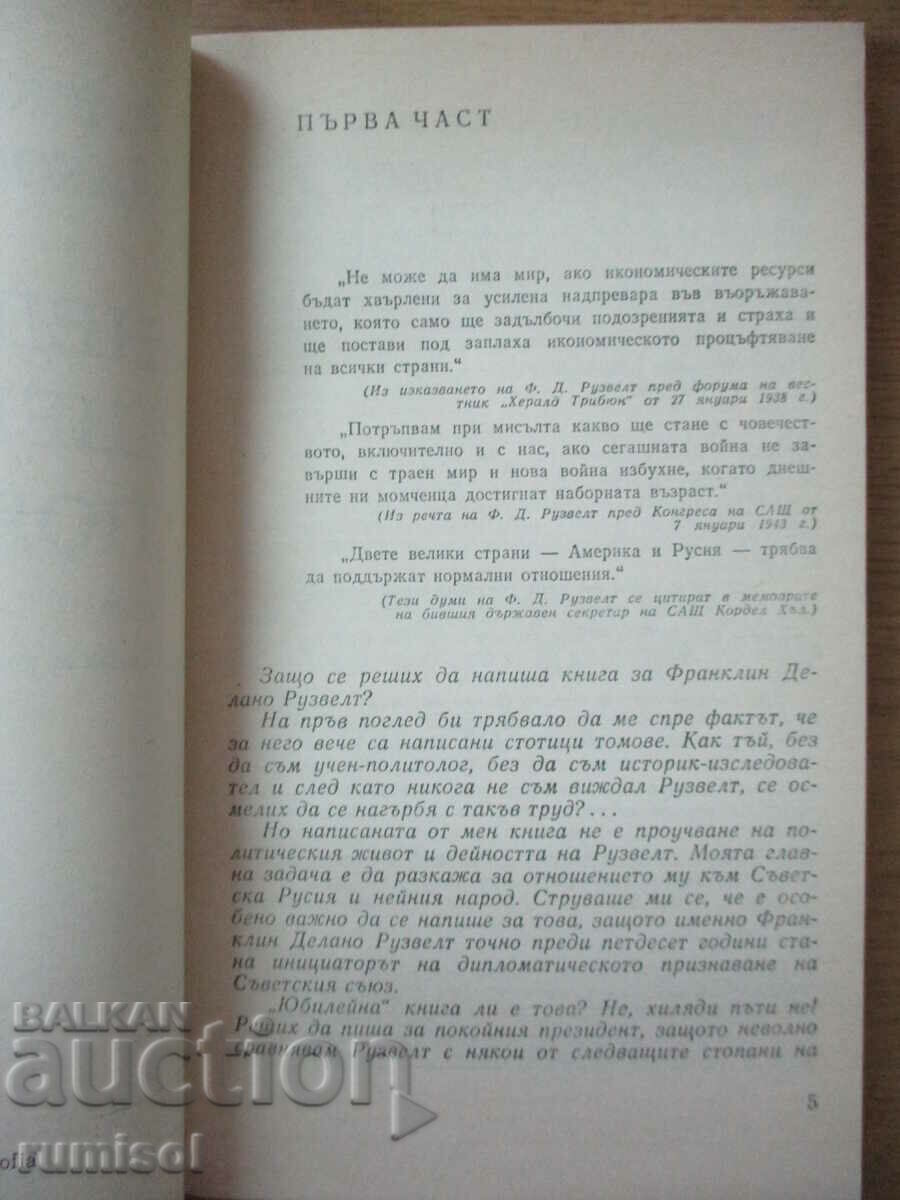 ПЪРВА ЧАСТ
„Не може да има мир, ако икономическите ресурси
бъдат хвърлени за усилена надпревара във въоръжава-
нето, която само ще задълбочи подозренията и страха и
ще постави под заплаха икономическото процъфтяване
на всички страни.“
(Из изказването на Ф. Д. Рузвелт пред форума на вес-
тник „Хералд Трибюн“ от 27 януари 1938 г.)
„Потръпвам при мисълта какво ще стане с човечест-
вото, включително и с нас, ако сегашната война не за-
върши с траен мир и нова война избухне, когато днеш-
ните ни момченца достигнат наборната възраст.“
(Из речта на Ф. Д. Рузвелт пред Конгреса на САЩ от
7 януари 1943 г.)
„Двете велики страни — Америка и Русия — трябва
да поддържат нормални отношения.“
(Тези думи на Ф. Д. Рузвелт се цитират в мемоарите
на бившия държавен секретар на САЩ Кордел Хъл.)
Защо се реших да напиша книга за Франклин Де-
лано Рузвелт?
На пръв поглед би трябвало да ме спре фактът, че
за него вече са написани стотици томове. Как тъй, без
да съм учен-политолог, без да съм историк-изследова-
тел и след като никога не съм виждал Рузвелт, се ос-
мелих да се нагърбя с такъв труд?...
Но написаната от мен книга не е проучване на по-
литическия живот и дейността на Рузвелт. Моята глав-
на задача е да разкажа за отношението му към Съвет-
ска Русия и нейния народ. Струваше ми се, че е осо-
бено важно да се напише за това, защото именно Фран-
клин Делано Рузвелт точно преди петдесет години ста-
на инициаторът на дипломатическото признаване на
Съветския съюз.
„Юбилейна“ книга ли е това? Не, хиляди пъти не!
Реших да пиша за покойния президент, защото неволно
сравнявам Рузвелт с някои от следващите стопани на
5
BALKAN
auction
rumisol
ofia